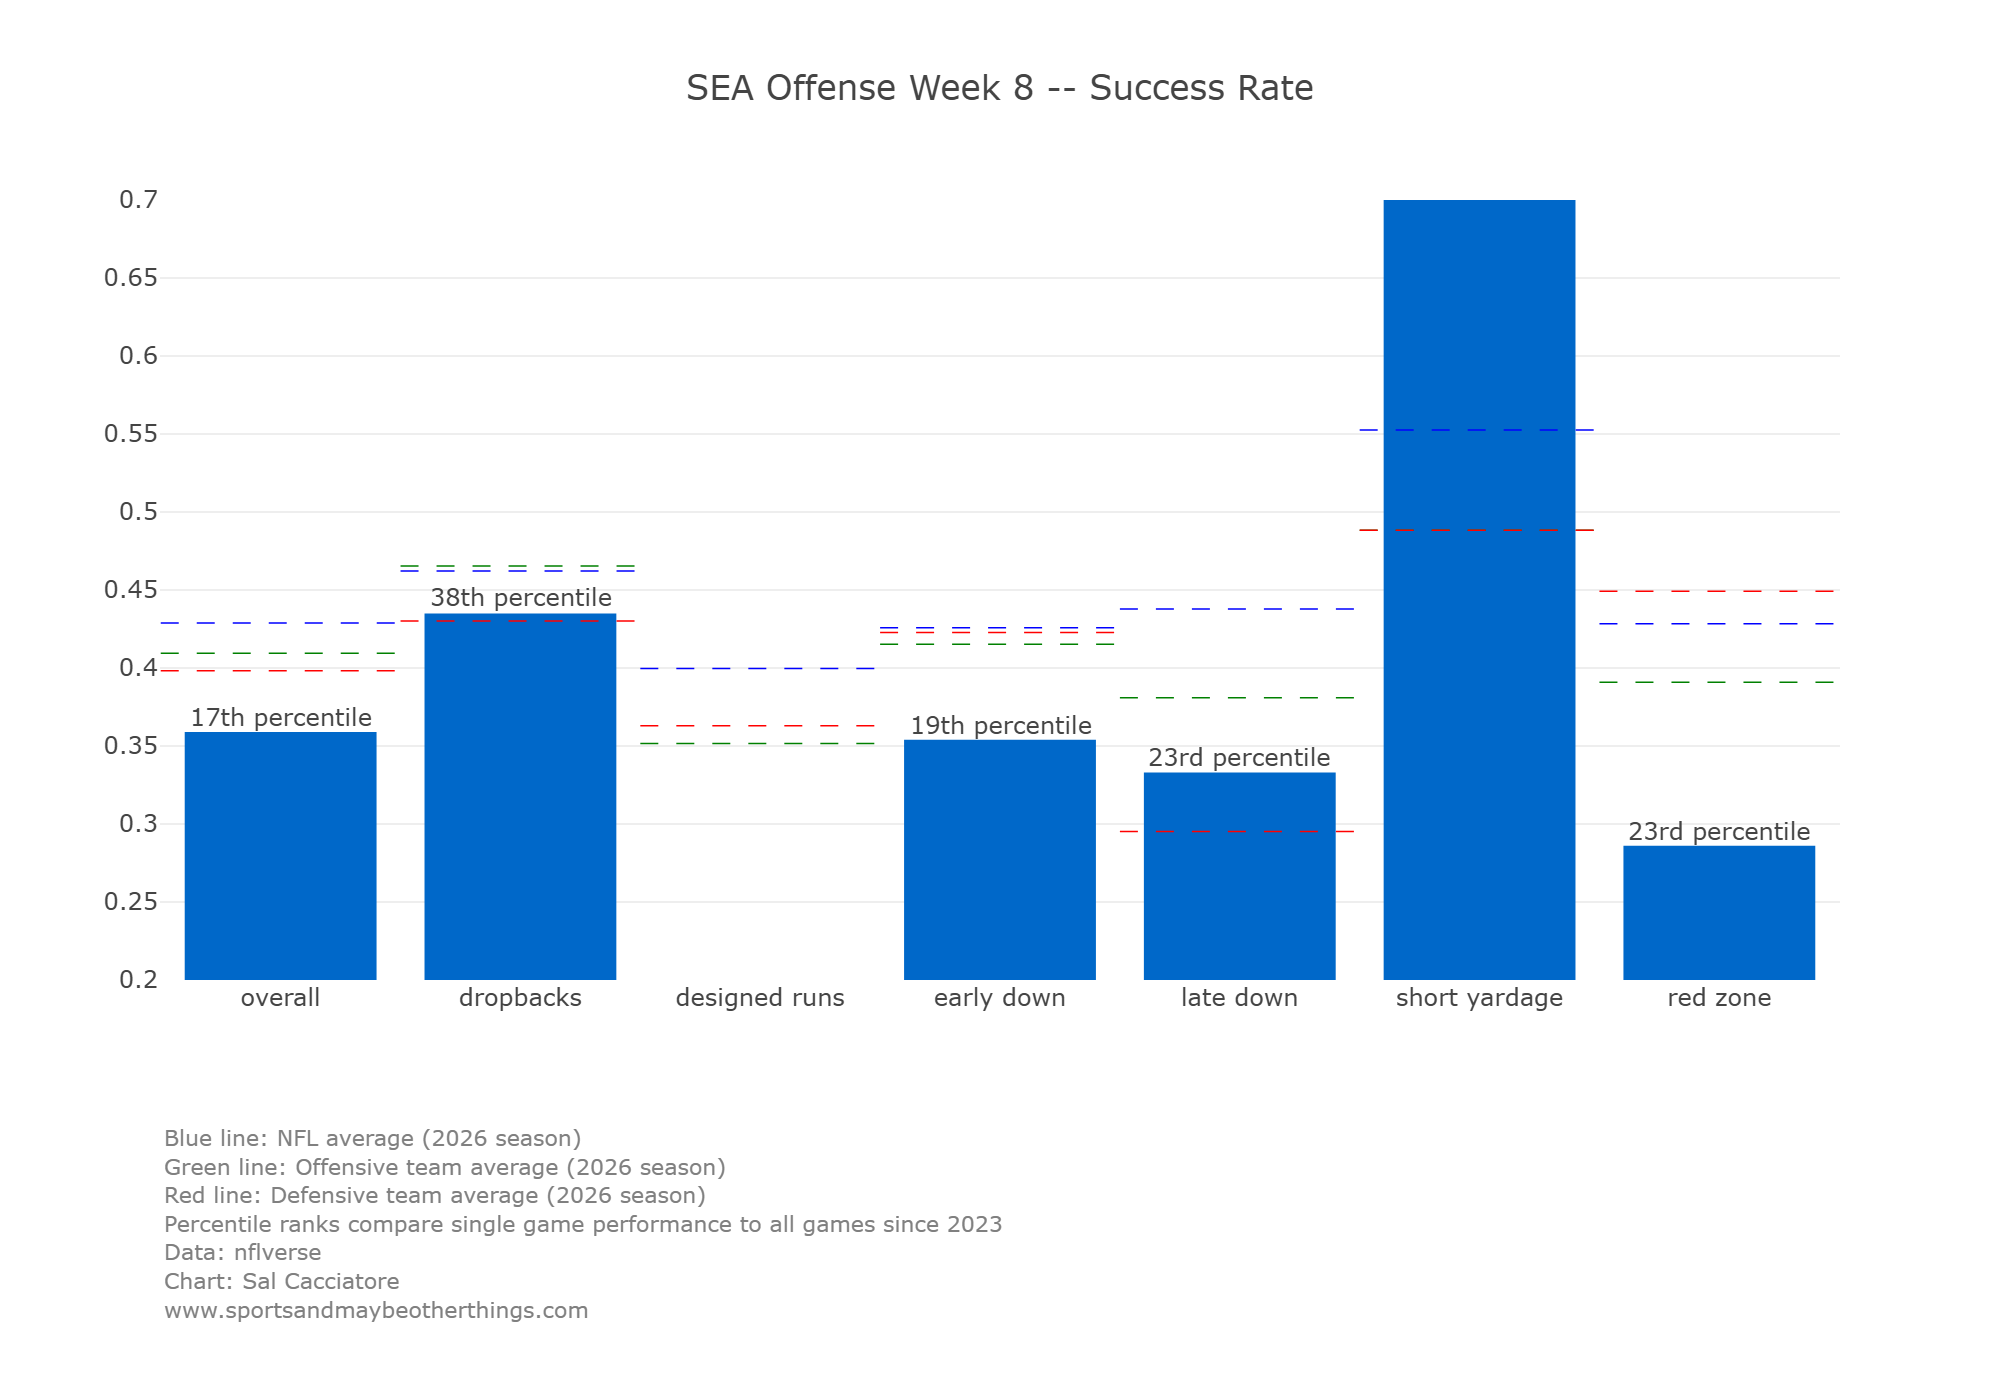 SEA Offense Week 8 -- Success Rate
0.7
0.65
0.6
0.55
0.5
0.45
0.4
0.35
0.3
0.25
0.2
17th percentile
38th percentile
19th percentile
23rd percentile
23rd percentile
overall
dropbacks
designed runs
early down
late down
short yardage
red zone
Blue line: NFL average (2026 season)
Green line: Offensive team average (2026 season)
Red line: Defensive team average (2026 season)
Percentile ranks compare single game performance to all games since 2023
Data: nflverse
Chart: Sal Cacciatore
www.sportsandmaybeotherthings.com